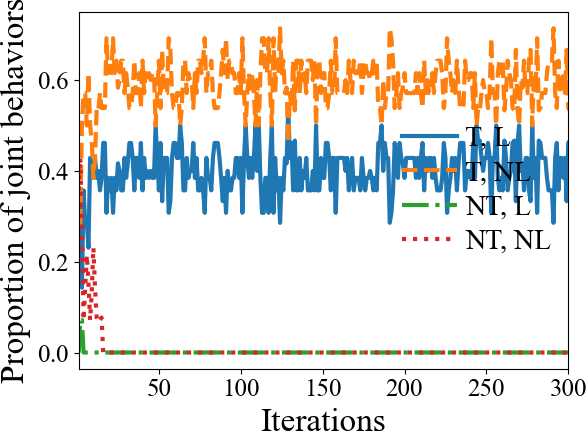 Proportion of joint behaviors
0.6
0.4
0.2
0.0
T, L
T, NL
NT, L
NT, NL
50 100 150 200 250 300
Iterations